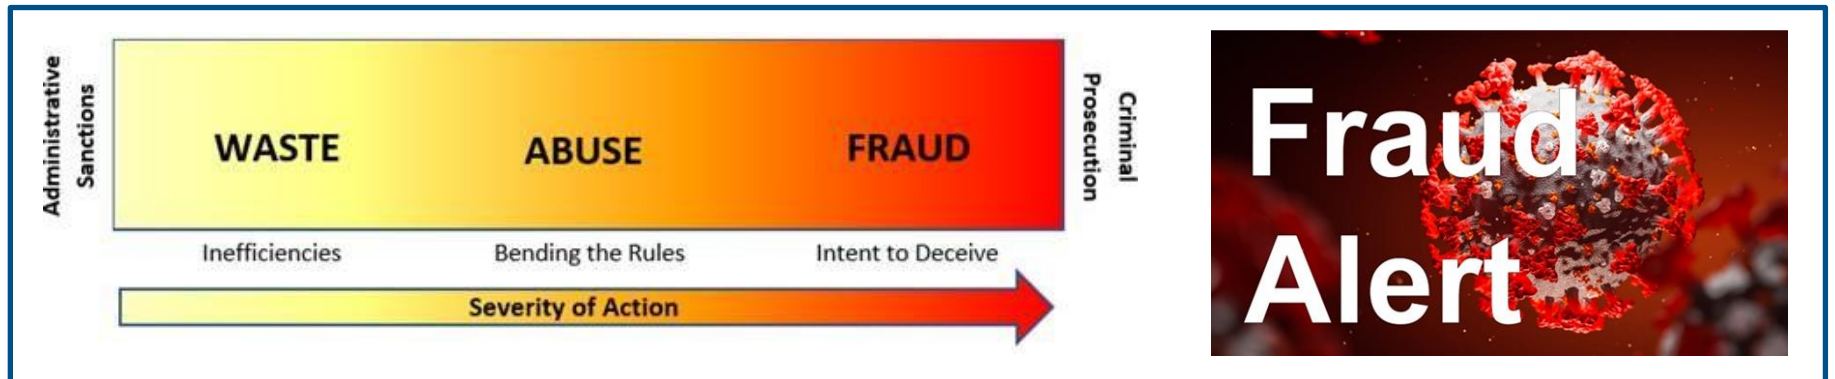 Administrative
Sanctions
WASTE
ABUSE
FRAUD
Criminal
Prosecution
Inefficiencies
Bending the Rules
Intent to Deceive
Severity of Action
Fraud
Alert